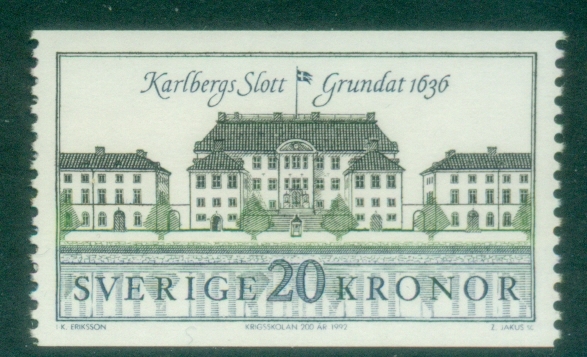 Karlbergs Slott Grundat 1636
SVERIGE 20 KRONOR
I K. ERIKSSON KRIGSSKOLAN 200 ÅR 1992 Z. JAKUS SC